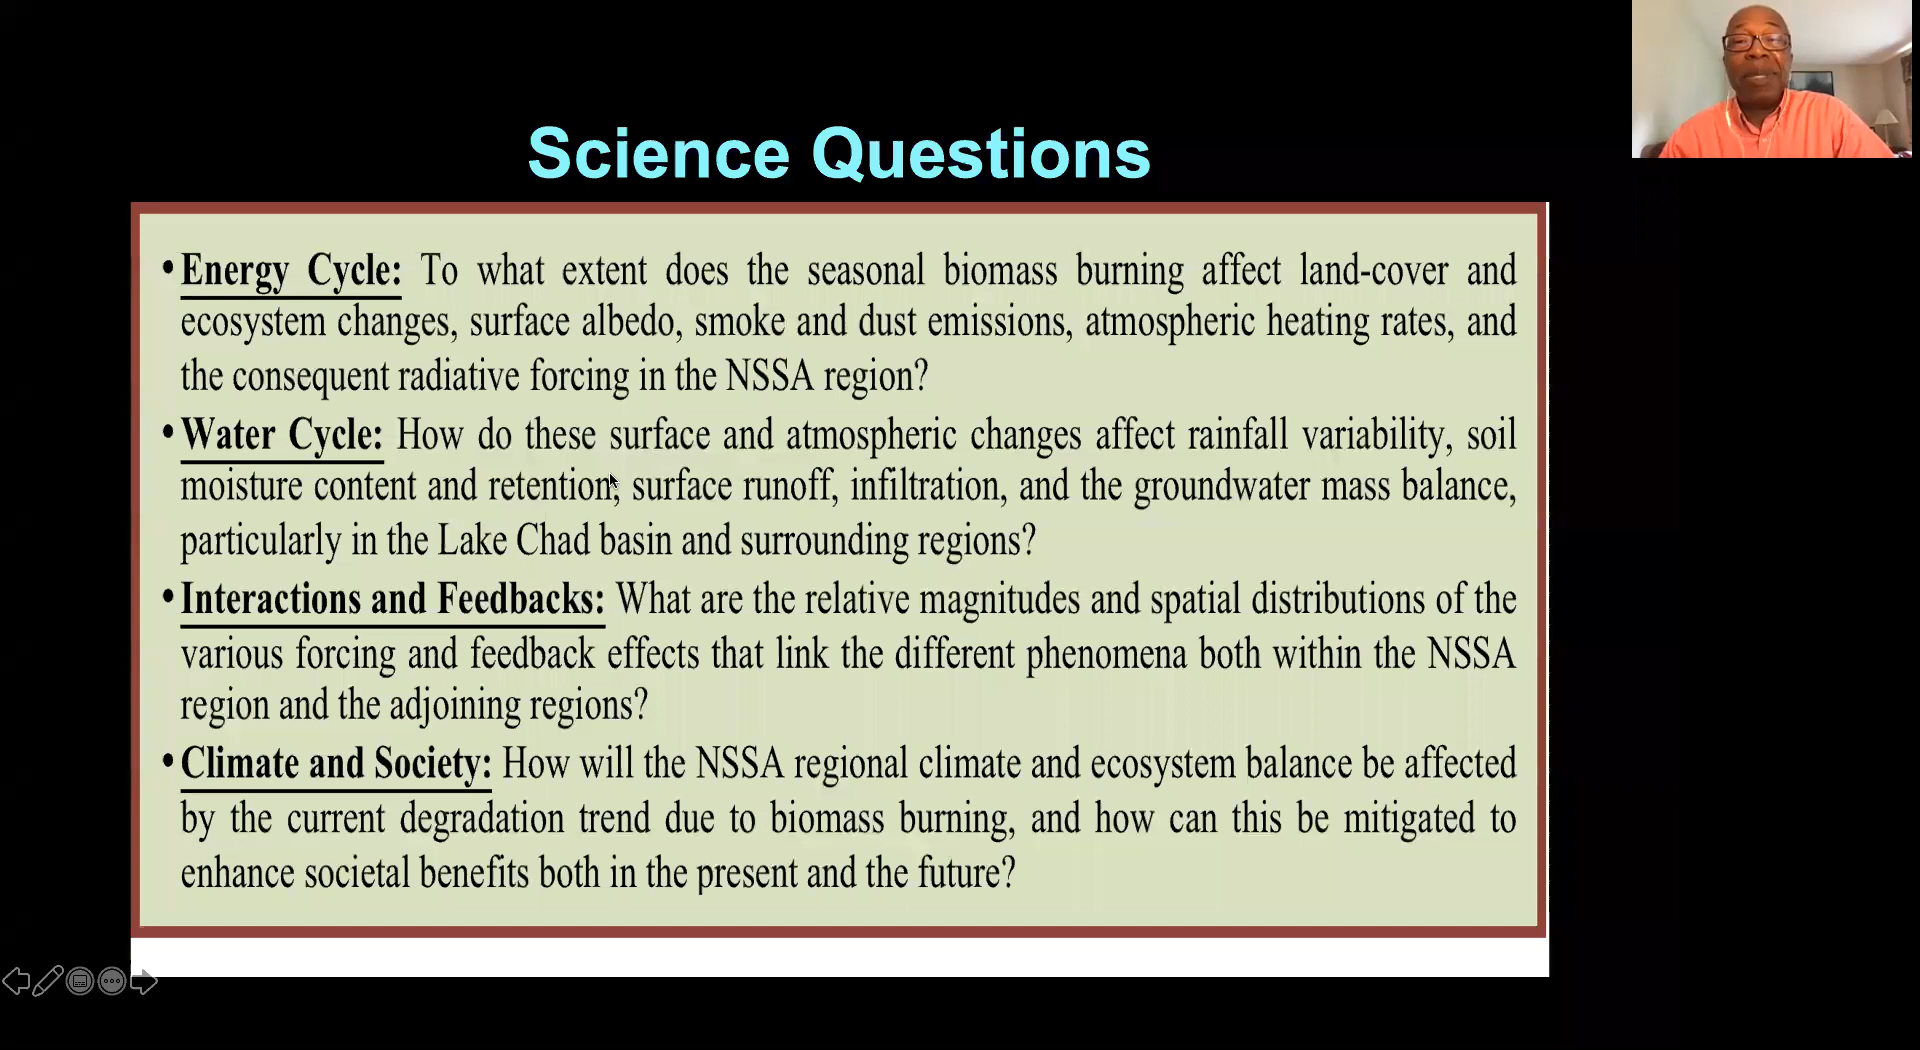 Science Questions
• Energy Cycle: To what extent does the seasonal biomass burning affect land-cover and
ecosystem changes, surface albedo, smoke and dust emissions, atmospheric heating rates, and
the consequent radiative forcing in the NSSA region?
• Water Cycle: How do these surface and atmospheric changes affect rainfall variability, soil
moisture content and retention, surface runoff, infiltration, and the groundwater mass balance,
particularly in the Lake Chad basin and surrounding regions?
• Interactions and Feedbacks: What are the relative magnitudes and spatial distributions of the
various forcing and feedback effects that link the different phenomena both within the NSSA
region and the adjoining regions?
• Climate and Society: How will the NSSA regional climate and ecosystem balance be affected
by the current degradation trend due to biomass burning, and how can this be mitigated to
enhance societal benefits both in the present and the future?